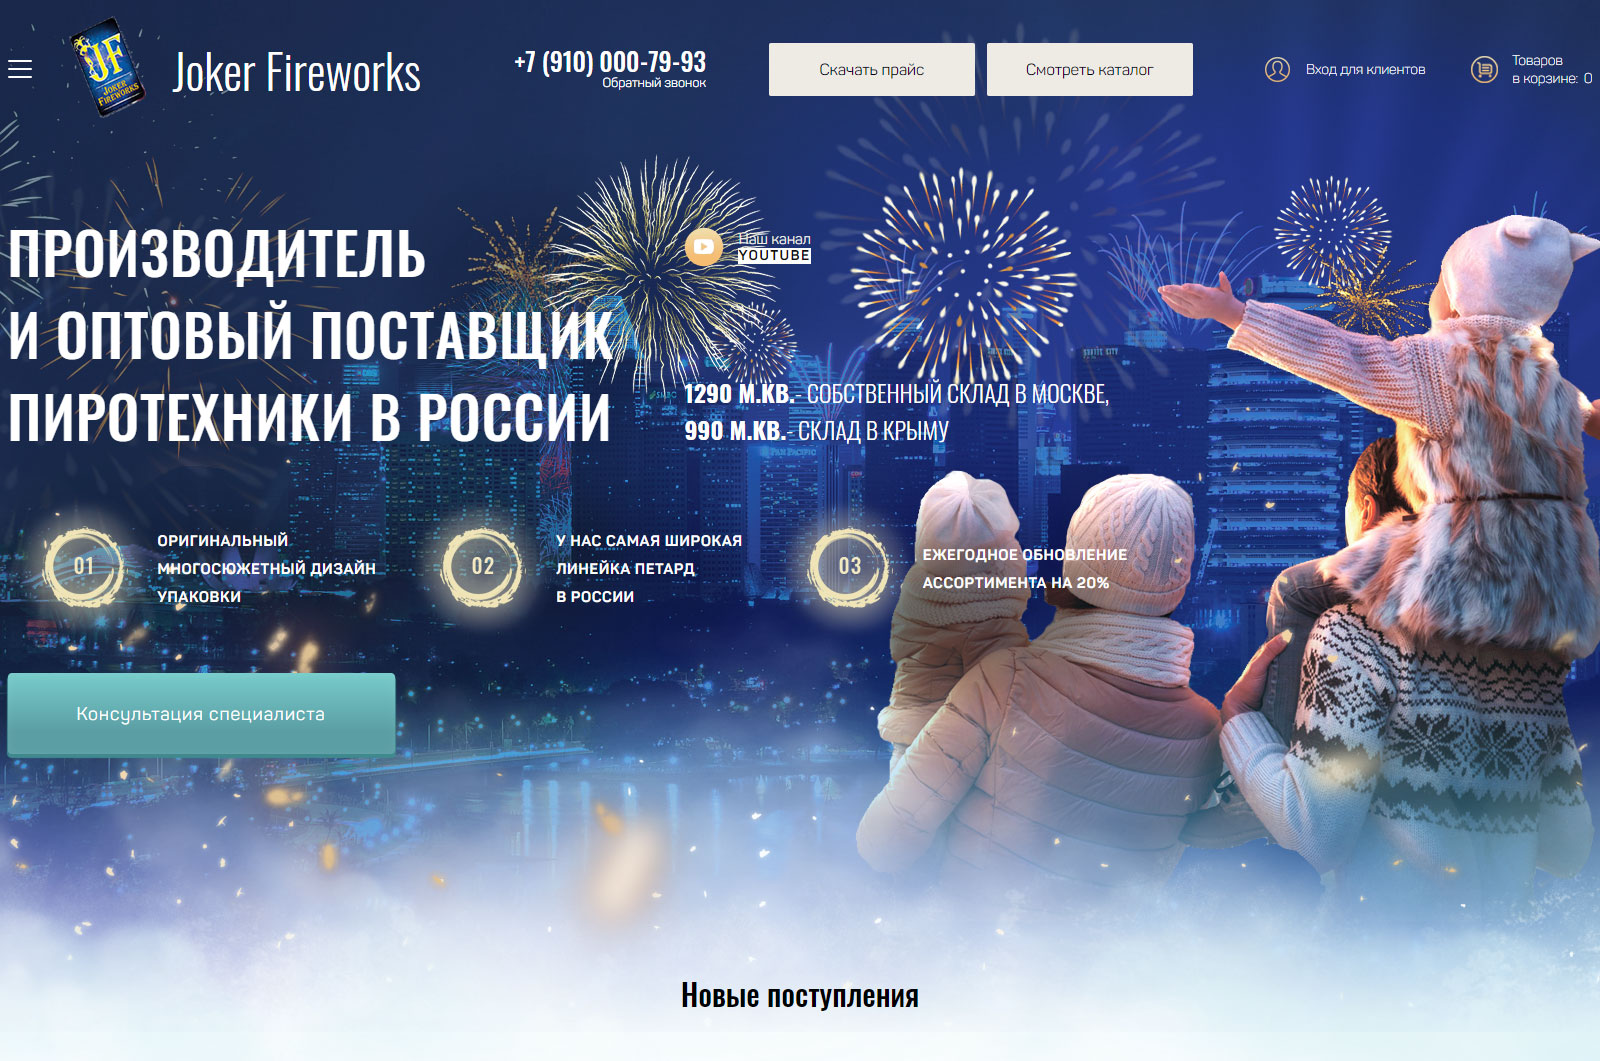 JF
JOKER
FIREWORKS
Joker Fireworks
+7 (910) 000-79-93
Обратный звонок
Скачать прайс
Смотреть каталог
Вход для клиентов
Товаров
в корзине: 0
ПРОИЗВОДИТЕЛЬ
И ОПТОВЫЙ ПОСТАВЩИК
ПИРОТЕХНИКИ В РОССИИ
Наш канал
YOUTUBE
1290 М.КВ.- СОБСТВЕННЫЙ СКЛАД В МОСКВЕ,
990 М.КВ.- СКЛАД В КРЫМУ
01
ОРИГИНАЛЬНЫЙ
МНОГОСЮЖЕТНЫЙ ДИЗАЙН
УПАКОВКИ
02
У НАС САМАЯ ШИРОКАЯ
ЛИНЕЙКА ПЕТАРД
В РОССИИ
03
ЕЖЕГОДНОЕ ОБНОВЛЕНИЕ
АССОРТИМЕНТА НА 20%
Консультация специалиста
Новые поступления